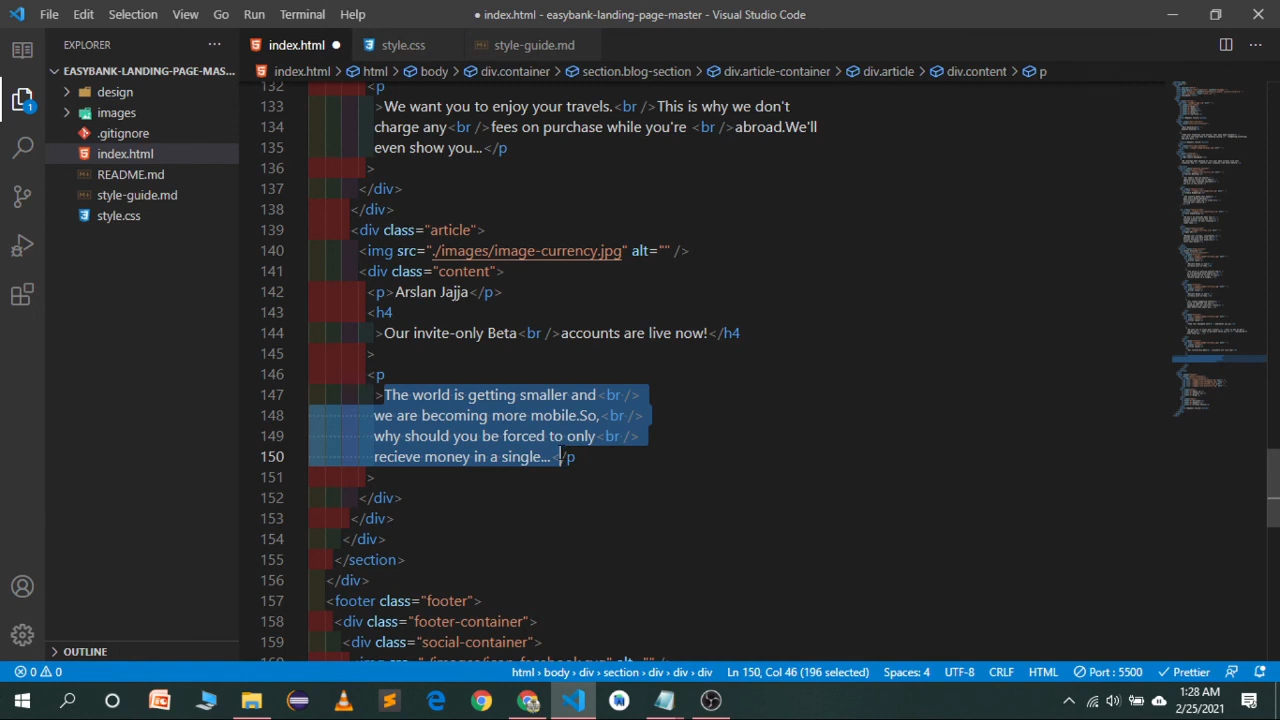 File Edit Selection View Go Run Terminal Help
● index.html - easybank-landing-page-master - Visual Studio Code
EXPLORER
index.html
style.css
style-guide.md
EASYBANK-LANDING-PAGE-MAS...
index.html > html > body > div.container > section.blog-section > div.article-container > div.article > div.content > p
design
images
.gitignore
index.html
README.md
style-guide.md
style.css
132 <p
133 >We want you to enjoy your travels.<br />This is why we don't
134 charge any<br /> fees on purchase while you're <br />abroad.We'll
135 even show you...</p
136 >
137 </div>
138 </div>
139 <div class="article">
140 <img src="./images/image-currency.jpg" alt="" />
141 <div class="content">
142 <p>Arslan Jajja</p>
143 <h4
144 >Our invite-only Beta<br />accounts are live now!</h4
145 >
146 <p
147 >The world is getting smaller and<br />
148 we are becoming more mobile.So,<br />
149 why should you be forced to only<br />
150 recieve money in a single...</p
151 >
152 </div>
153 </div>
154 </div>
155 </section>
156 </div>
157 <footer class="footer">
158 <div class="footer-container">
159 <div class="social-container">
160 <img src="./images/icon-facebook.svg" alt=""/>
OUTLINE
0 0
html > body > div > section > div > div > div
Ln 150, Col 46 (196 selected)
Spaces: 4
UTF-8
CRLF
HTML
Port : 5500
Prettier
1
1:28 AM
2/25/2021